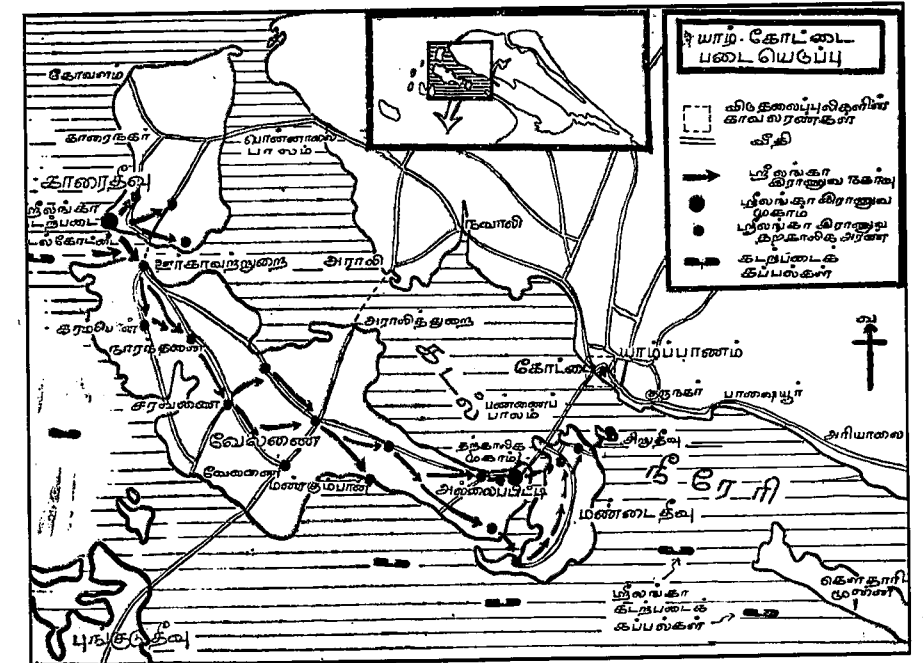 யாழ். கோட்டை
படையெடுப்பு
விடுதலைப்புலிகளின்
காவலரண்கள்
வீதி
ஸ்ரீலங்கா
இராணுவ நகர்வு
ஸ்ரீலங்கா இராணுவ
முகாம்
ஸ்ரீலங்கா இராணுவ
தற்காலிக அரண்
கடற்படைக்
கப்பல்கள்
கோவளம்
காரைநகர்
பொன்னாலைப்
பாலம்
காரைதீவு
ஸ்ரீலங்கா
கடற்படை
ஊர்காவற்றுறை
அராலி
நவாலி
அராலித்துறை
நாரந்தனை
சரவணை
வேலணை
வேலணை
மண்கும்பான்
கடல்
கோட்டை
யாழ்ப்பாணம்
பண்ணைப்
பாலம்
குருநகர்
பாஷையூர்
அரியாலை
தற்காலிக
முகாம்
அல்லைப்பிட்டி
சிறுதீவு
நீரேரி
மண்டைதீவு
ஸ்ரீலங்கா
கடற்படைக்
கப்பல்கள்
கௌதாரி
முனை
புங்குடுதீவு
வ